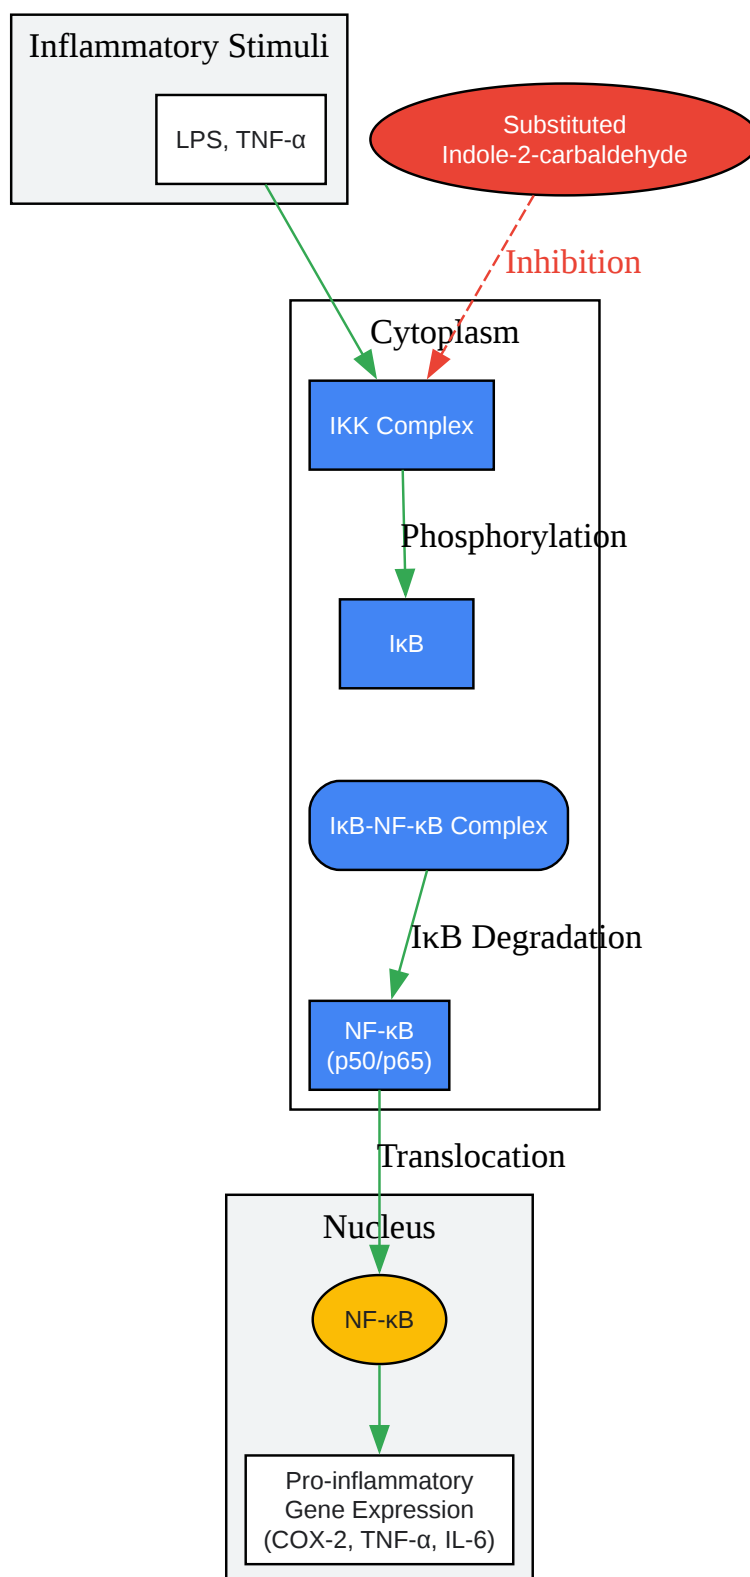 Inflammatory Stimuli
LPS, TNF-α
Substituted
Indole-2-carbaldehyde
Inhibition
Cytoplasm
IKK Complex
Phosphorylation
IκB
IκB-NF-κB Complex
IκB Degradation
NF-κB
(p50/p65)
Translocation
Nucleus
NF-κB
Pro-inflammatory
Gene Expression
(COX-2, TNF-α, IL-6)